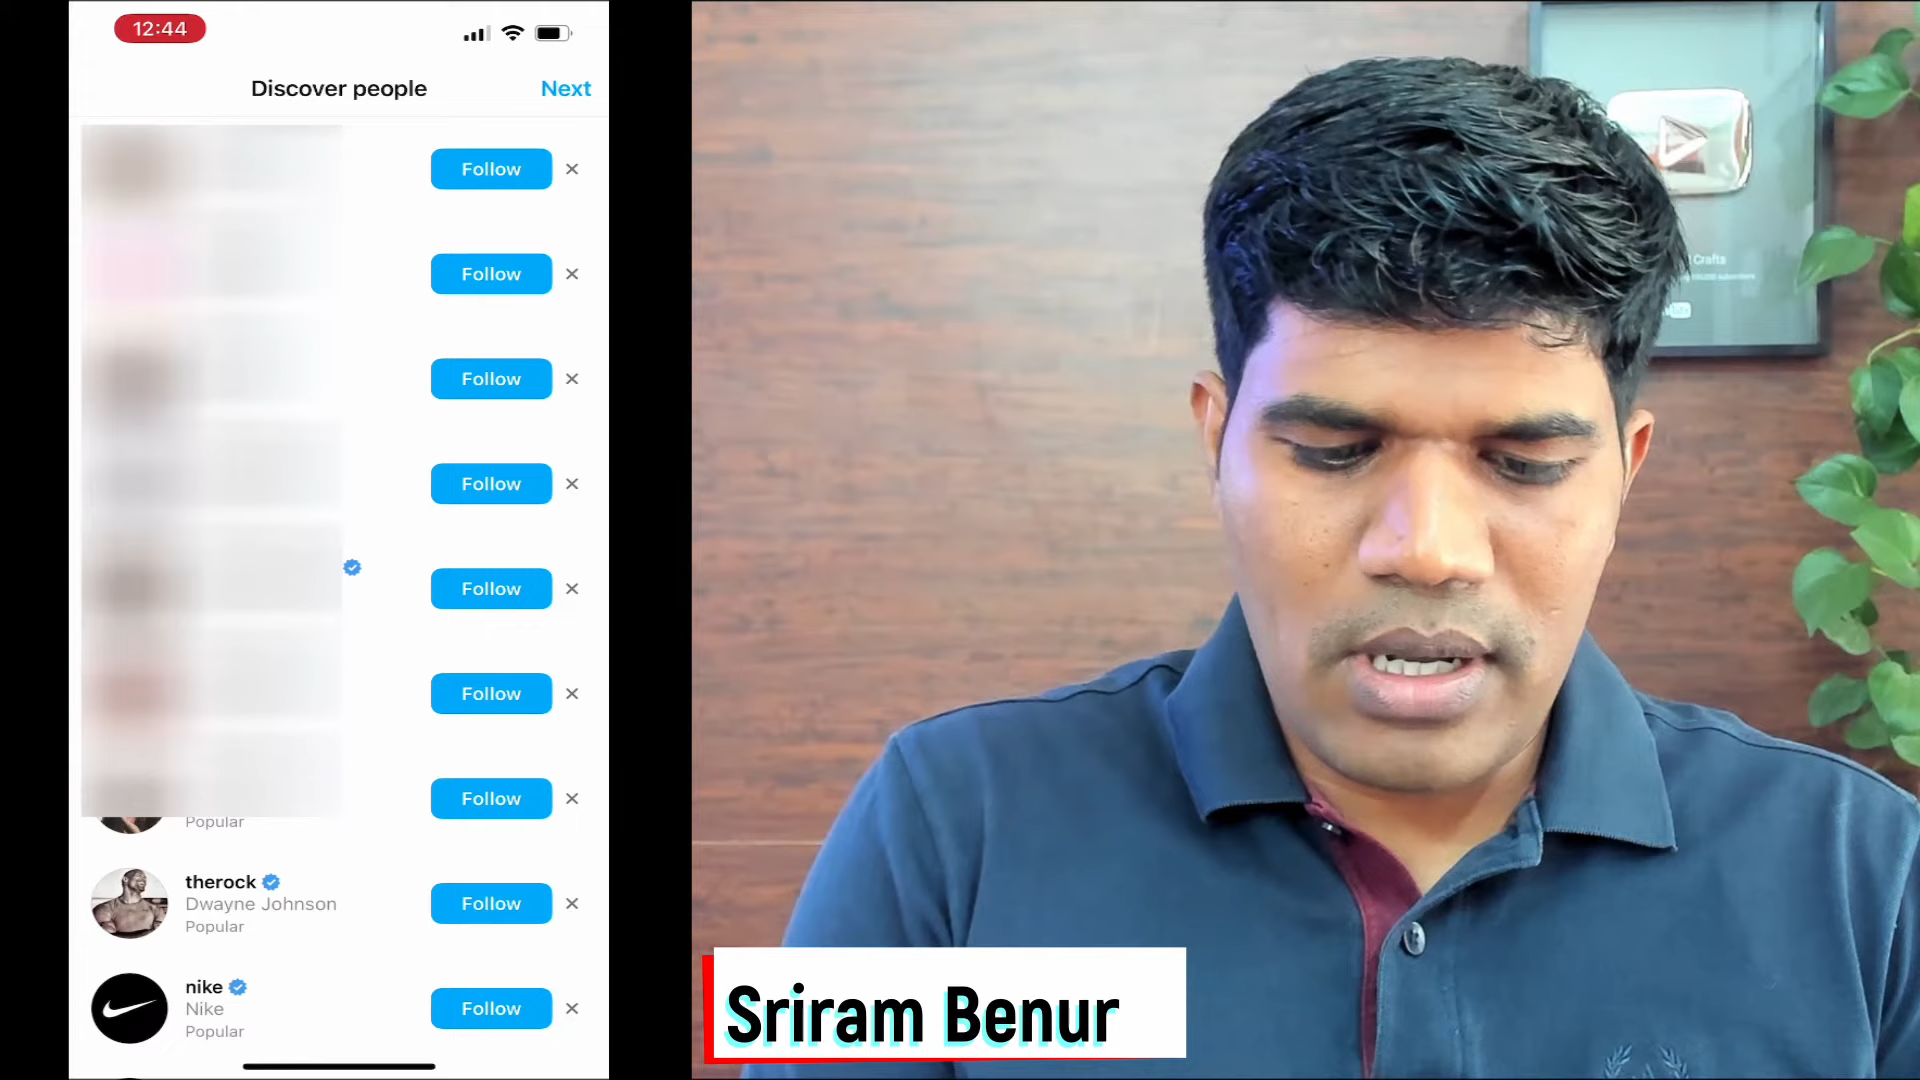 12:44
Discover people
Next
Follow
Follow
Follow
Follow
Follow
Follow
Popular
Follow
therock
Dwayne Johnson
Popular
Follow
nike
Nike
Popular
Follow
Crafts
Sriram Benur